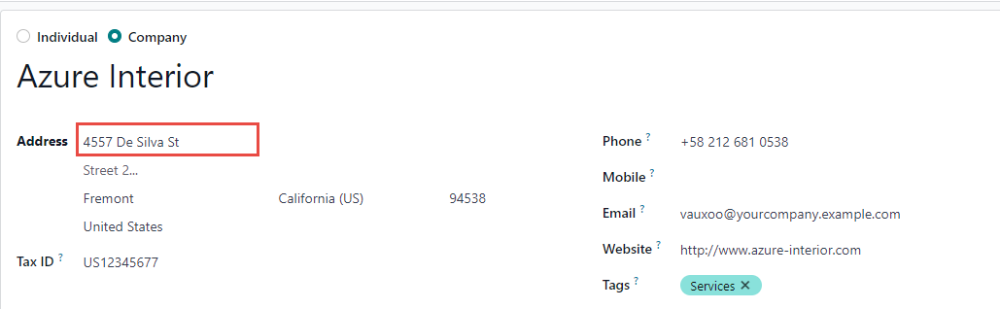 Individual Company
Azure Interior
Address 4557 De Silva St
Street 2...
Fremont California (US) 94538
United States
Tax ID ? US12345677
Phone ? +58 212 681 0538
Mobile ?
Email ? vauxoo@yourcompany.example.com
Website ? http://www.azure-interior.com
Tags ? Services ✕